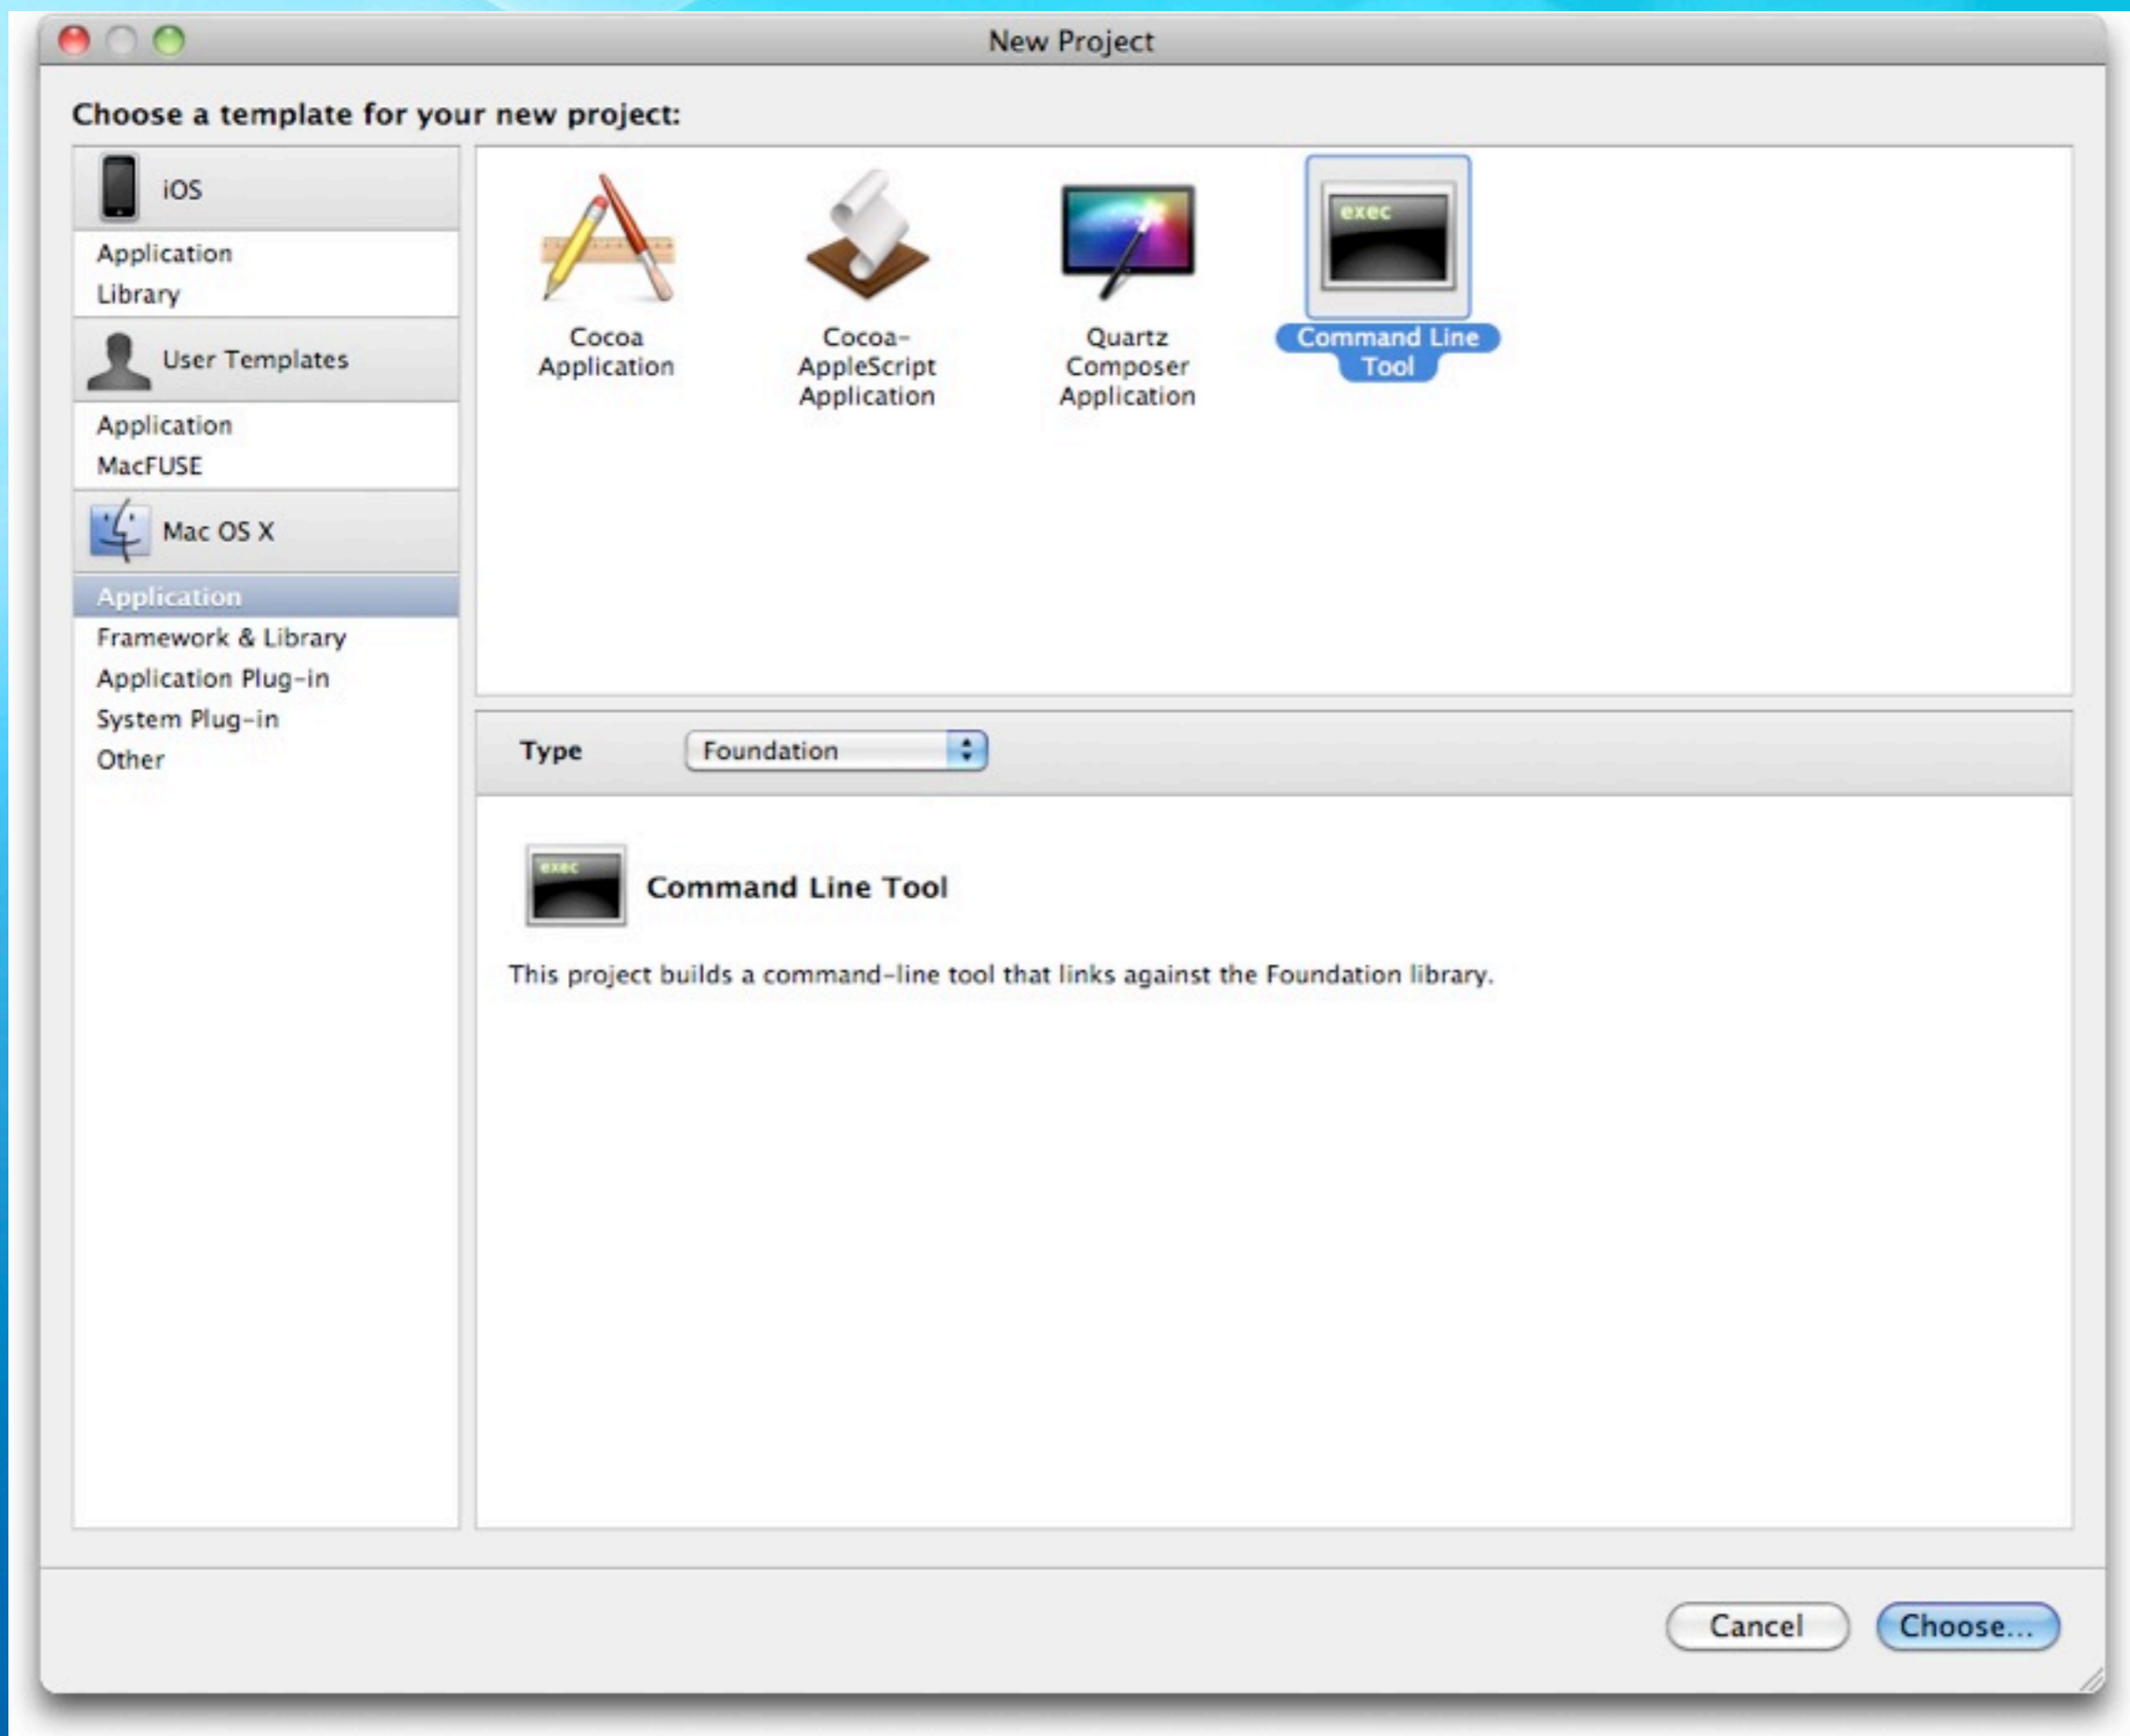 New Project
Choose a template for your new project:
iOS
Application
Library
User Templates
Application
MacFUSE
Mac OS X
Application
Framework & Library
Application Plug-in
System Plug-in
Other
Cocoa
Application
Cocoa-
AppleScript
Application
Quartz
Composer
Application
exec
Command Line
Tool
Type
Foundation
exec
Command Line Tool
This project builds a command-line tool that links against the Foundation library.
Cancel
Choose...